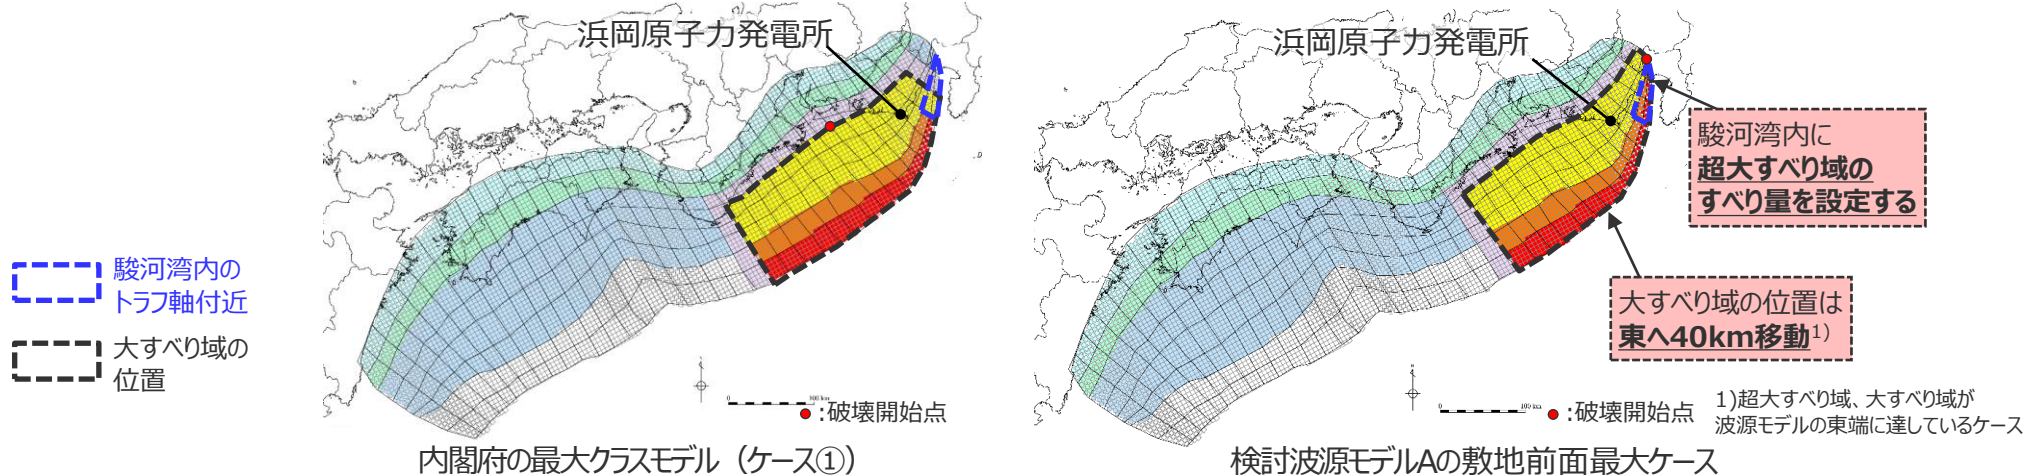 浜岡原子力発電所
駿河湾内の
トラフ軸付近
大すべり域の
位置
0 100 km
:破壊開始点
内閣府の最大クラスモデル（ケース①）
浜岡原子力発電所
駿河湾内に
超大すべり域の
すべり量を設定する
大すべり域の位置は
東へ40km移動1)
0 100 km
:破壊開始点
1)超大すべり域、大すべり域が
波源モデルの東端に達しているケース
検討波源モデルAの敷地前面最大ケース